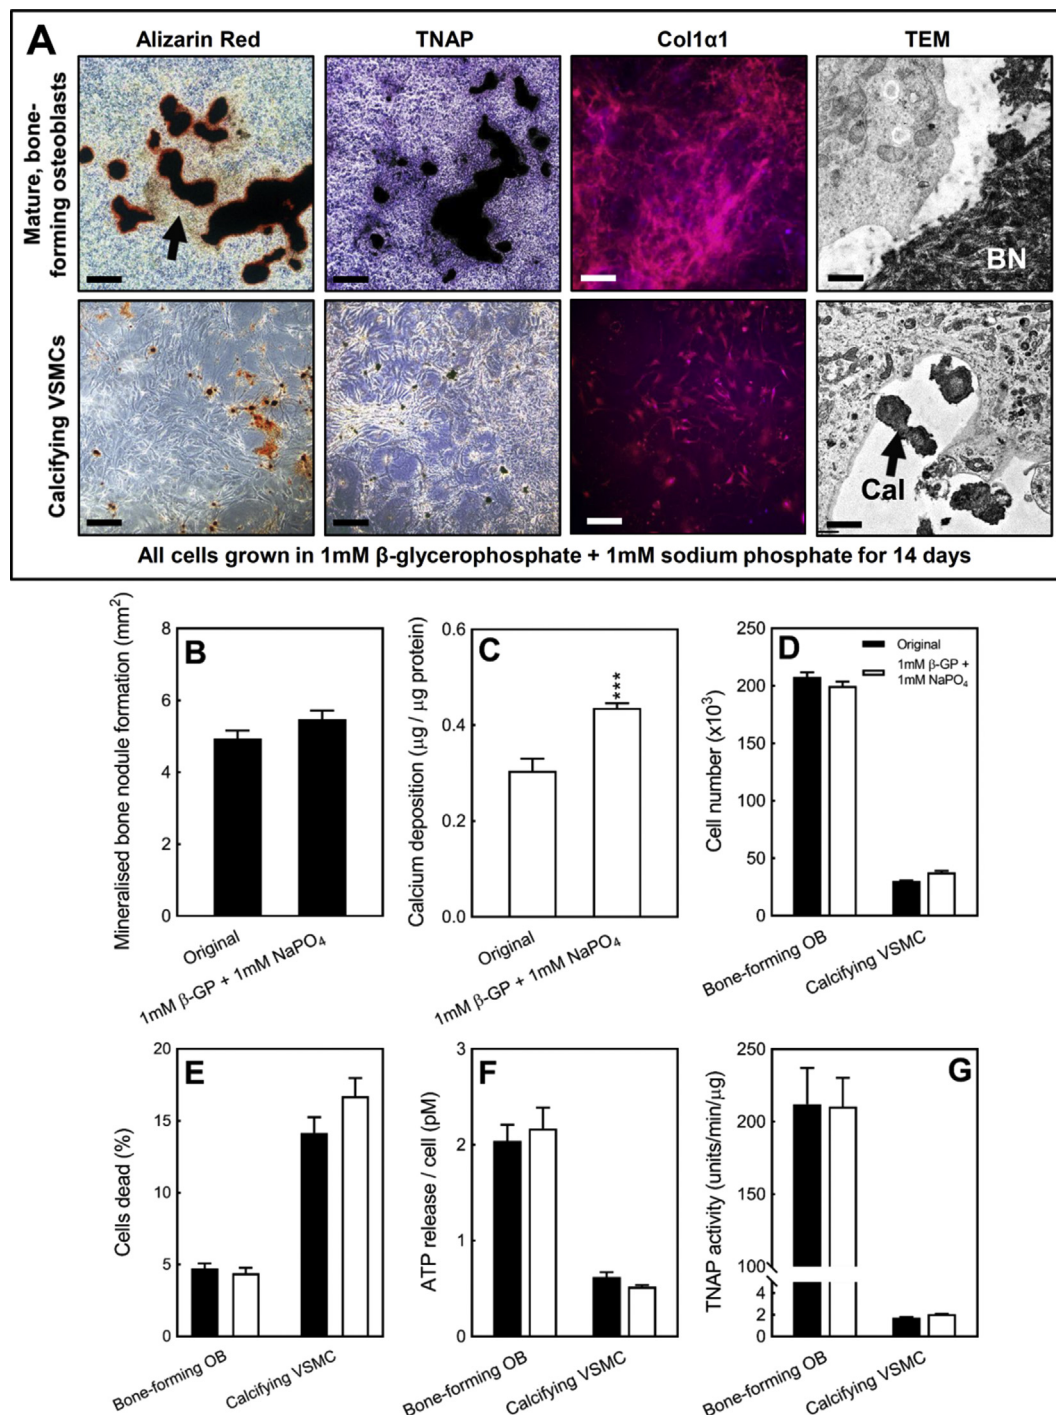 A
Alizarin Red
TNAP
Col1α1
TEM
Mature, bone-
forming osteoblasts
BN
Calcifying VSMCs
Cal
All cells grown in 1mM β-glycerophosphate + 1mM sodium phosphate for 14 days
B
Mineralised bone nodule formation (mm²)
8
6
4
2
0
Original
1mM β-GP + 1mM NaPO₄
C
Calcium deposition (µg / µg protein)
0.6
0.4
0.2
0.0
***
Original
1mM β-GP + 1mM NaPO₄
D
Cell number (x10³)
250
200
150
100
50
0
Original
1mM β-GP +
1mM NaPO₄
Bone-forming OB
Calcifying VSMC
E
Cells dead (%)
20
15
10
5
0
Bone-forming OB
Calcifying VSMC
F
ATP release / cell (pM)
3
2
1
0
Bone-forming OB
Calcifying VSMC
G
TNAP activity (units/min/µg)
250
200
150
100
4
2
0
Bone-forming OB
Calcifying VSMC